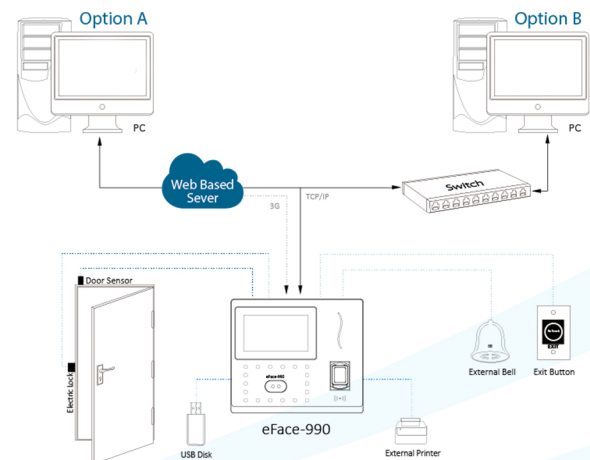 Option A
Option B
PC
PC
Web Based
Sever
3G
TCP/IP
Switch
Door Sensor
Electric Lock
eFace-990
External Bell
Exit Button
EXIT
eFace-990
USB Disk
External Printer